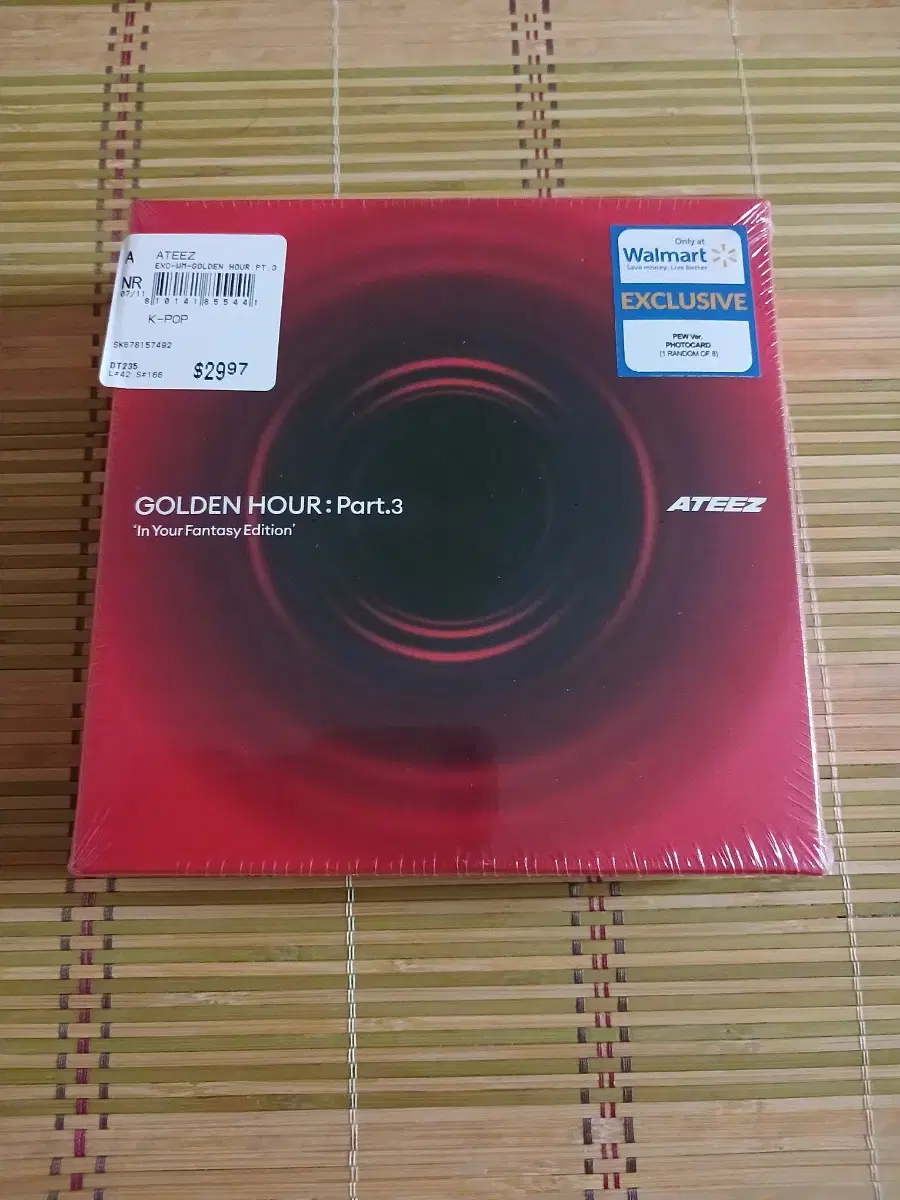 A ATEEZ
EXC-WM-GOLDEN HOUR:PT.3
NR
07/11
8 10141 85544 1
K-POP
SK678157492
DT235
L#42 S#166
$29.97
Only at
Walmart
Save money. Live better.
EXCLUSIVE
PEW Ver.
PHOTOCARD
(1 RANDOM OF 8)
GOLDEN HOUR : Part.3
'In Your Fantasy Edition'
ATEEZ